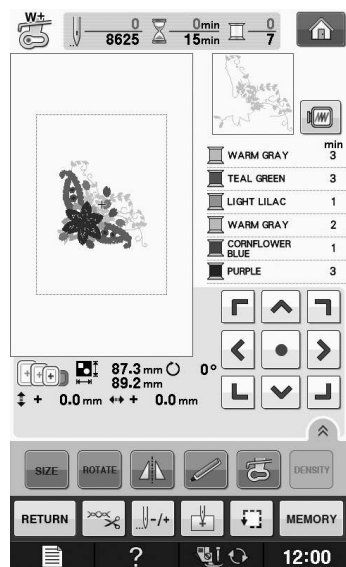 W+
0 0min 0
8625 15min 7
min
WARM GRAY 3
TEAL GREEN 3
LIGHT LILAC 1
WARM GRAY 2
CORNFLOWER
BLUE 1
PURPLE 3
87.3 mm 0°
89.2 mm
+ 0.0 mm + 0.0 mm
SIZE ROTATE DENSITY
RETURN -/+ MEMORY
? 12:00